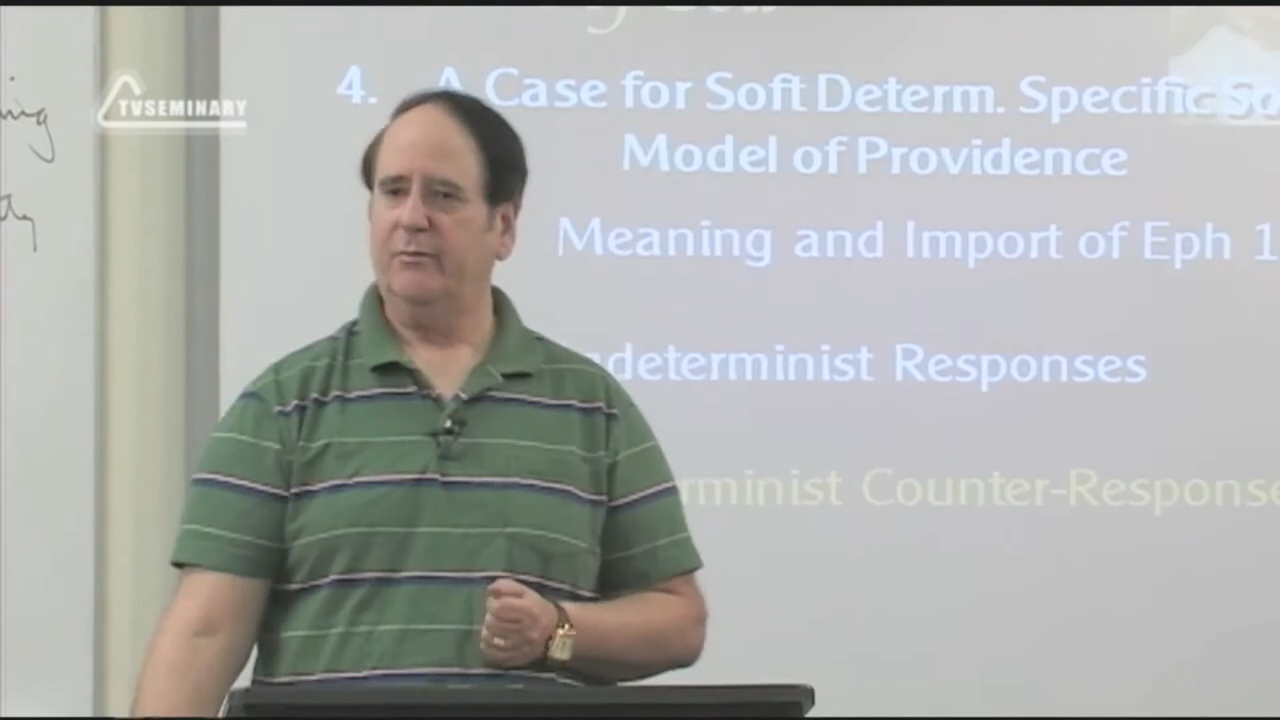 TVSEMINARY
4. A Case for Soft Determ. Specific So
Model of Providence
Meaning and Import of Eph 1
ndeterminist Responses
rminist Counter-Response